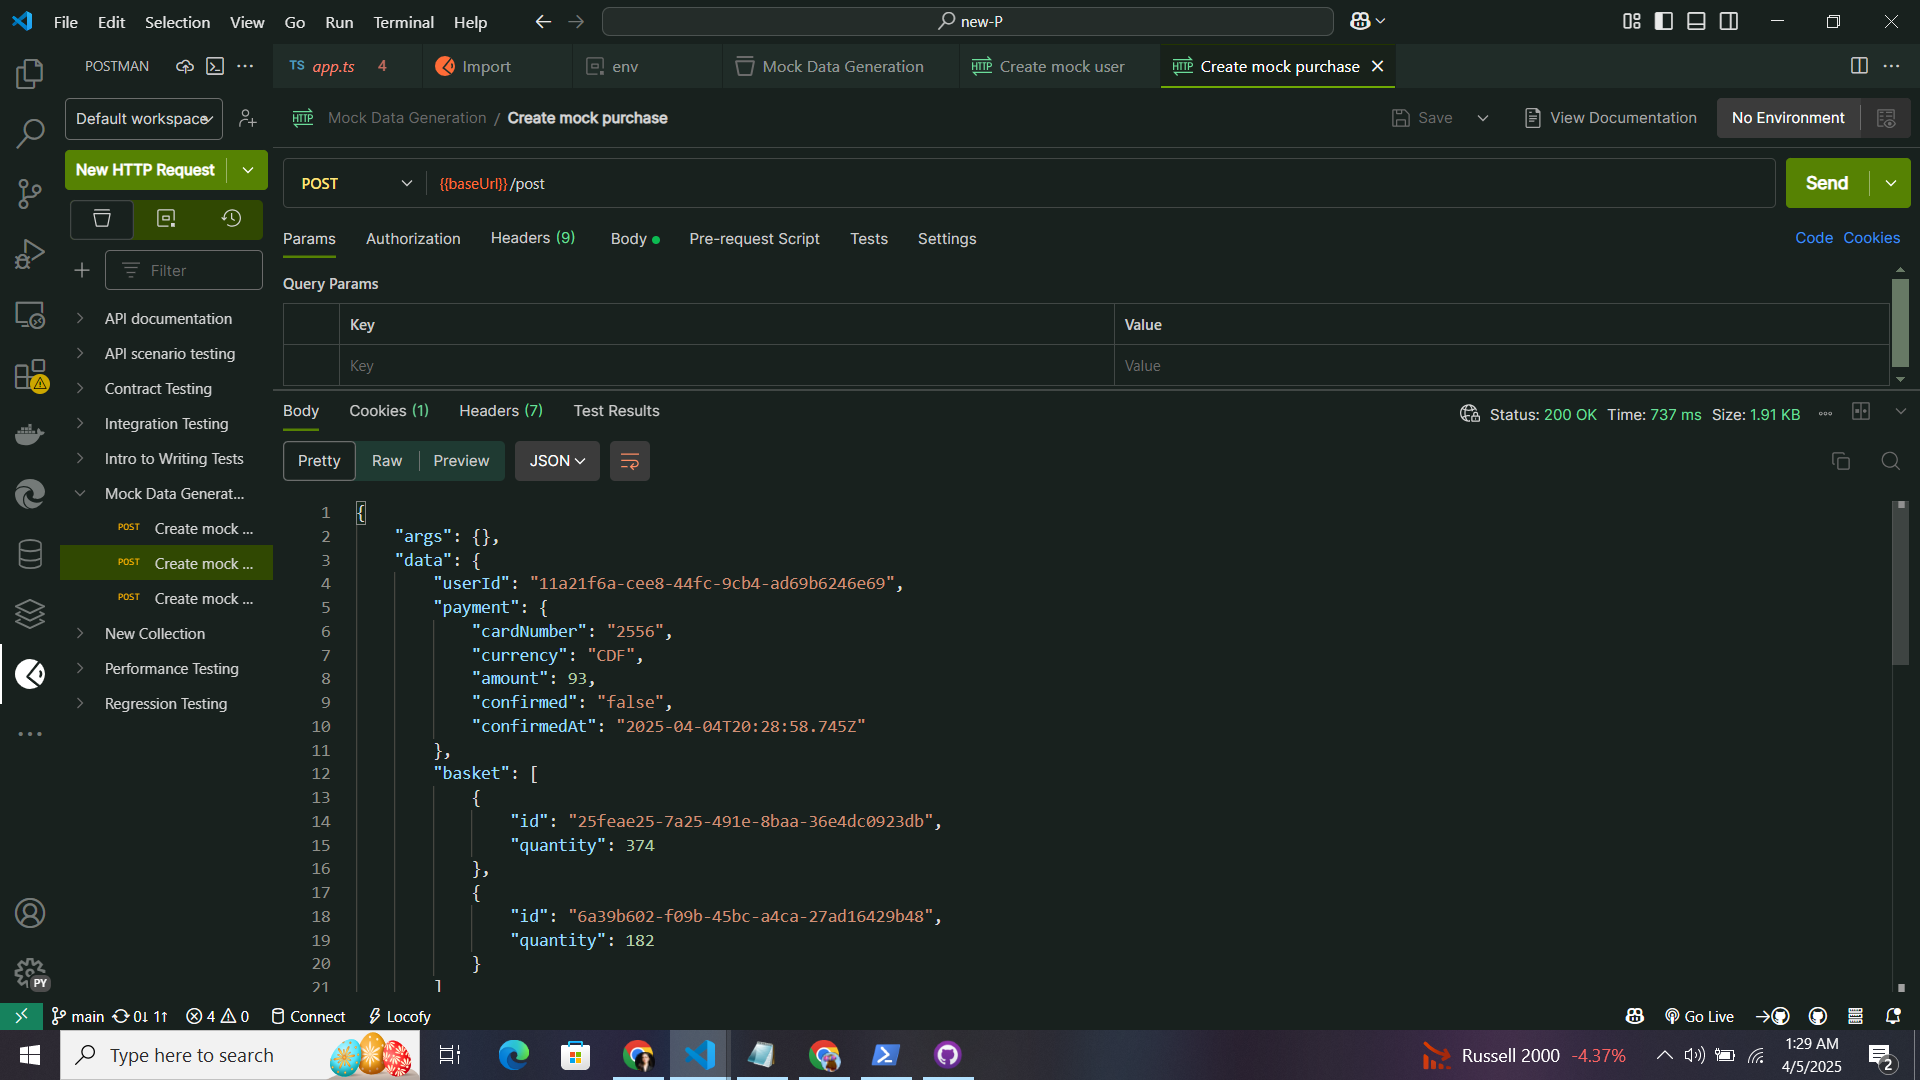 File Edit Selection View Go Run Terminal Help
new-P
POSTMAN
TS app.ts 4
Import
env
Mock Data Generation
HTTP Create mock user
HTTP Create mock purchase
Default workspace
HTTP Mock Data Generation / Create mock purchase
Save
View Documentation
No Environment
New HTTP Request
POST
{{baseUrl}}/post
Send
Params Authorization Headers (9) Body Pre-request Script Tests Settings
Code Cookies
Filter
Query Params
Key Value
Key Value
API documentation
API scenario testing
Contract Testing
Integration Testing
Intro to Writing Tests
Mock Data Generat...
POST Create mock ...
POST Create mock ...
POST Create mock ...
New Collection
Performance Testing
Regression Testing
Body Cookies (1) Headers (7) Test Results
Status: 200 OK Time: 737 ms Size: 1.91 KB
Pretty Raw Preview JSON
1 {
2 "args": {},
3 "data": {
4 "userId": "11a21f6a-cee8-44fc-9cb4-ad69b6246e69",
5 "payment": {
6 "cardNumber": "2556",
7 "currency": "CDF",
8 "amount": 93,
9 "confirmed": "false",
10 "confirmedAt": "2025-04-04T20:28:58.745Z"
11 },
12 "basket": [
13 {
14 "id": "25feae25-7a25-491e-8baa-36e4dc0923db",
15 "quantity": 374
16 },
17 {
18 "id": "6a39b602-f09b-45bc-a4ca-27ad16429b48",
19 "quantity": 182
20 }
21 ]
PY
main 0↓ 1↑ 4 0 Connect Locofy
Go Live
Type here to search
Russell 2000 -4.37%
1:29 AM
4/5/2025
2